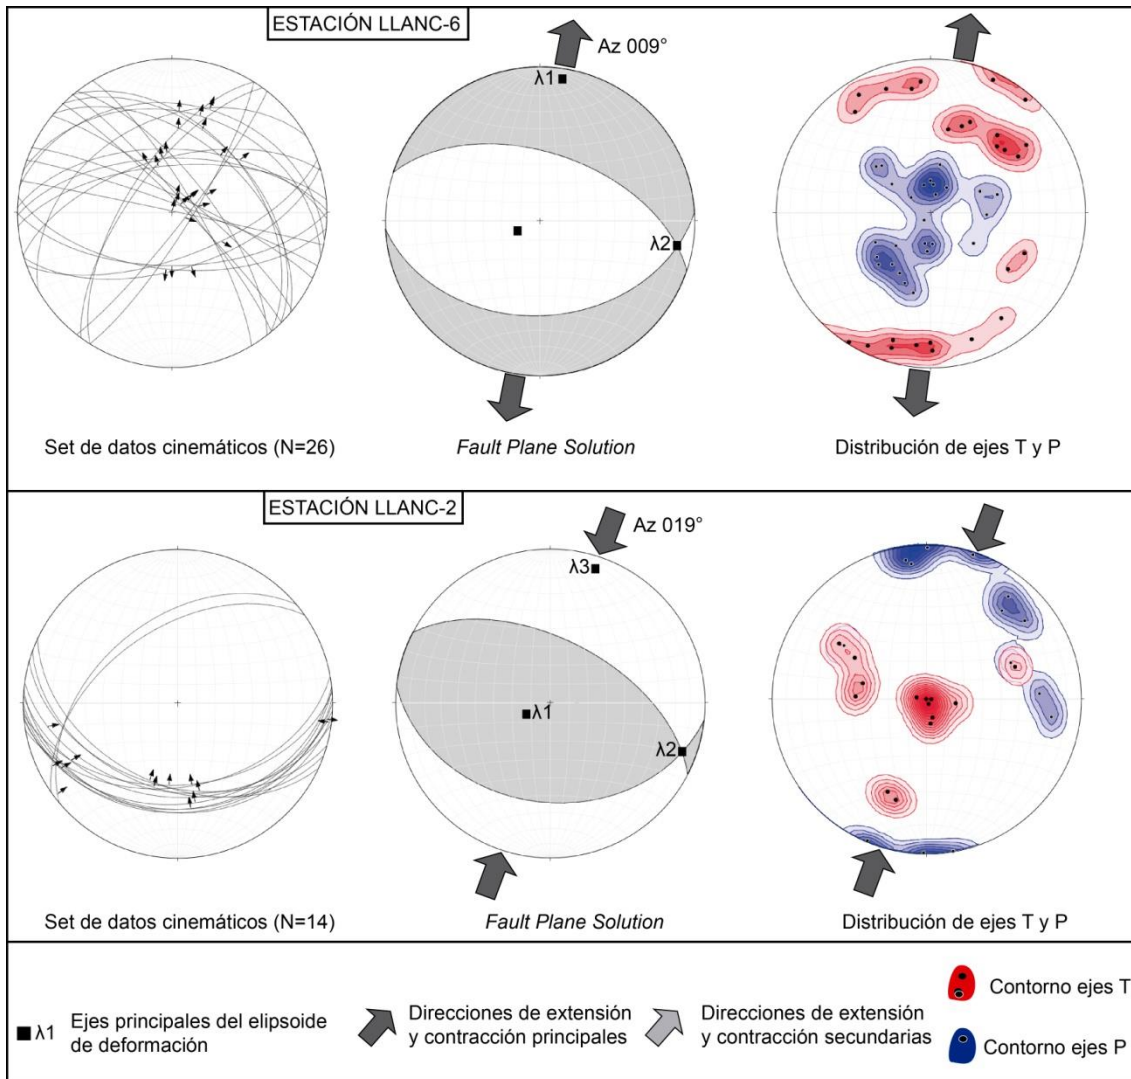 ESTACIÓN LLANC-6
Az 009°
λ1
λ2
Set de datos cinemáticos (N=26)
Fault Plane Solution
Distribución de ejes T y P
ESTACIÓN LLANC-2
Az 019°
λ3
λ1
λ2
Set de datos cinemáticos (N=14)
Fault Plane Solution
Distribución de ejes T y P
λ1
Ejes principales del elipsoide
de deformación
Direcciones de extensión
y contracción principales
Direcciones de extensión
y contracción secundarias
Contorno ejes T
Contorno ejes P